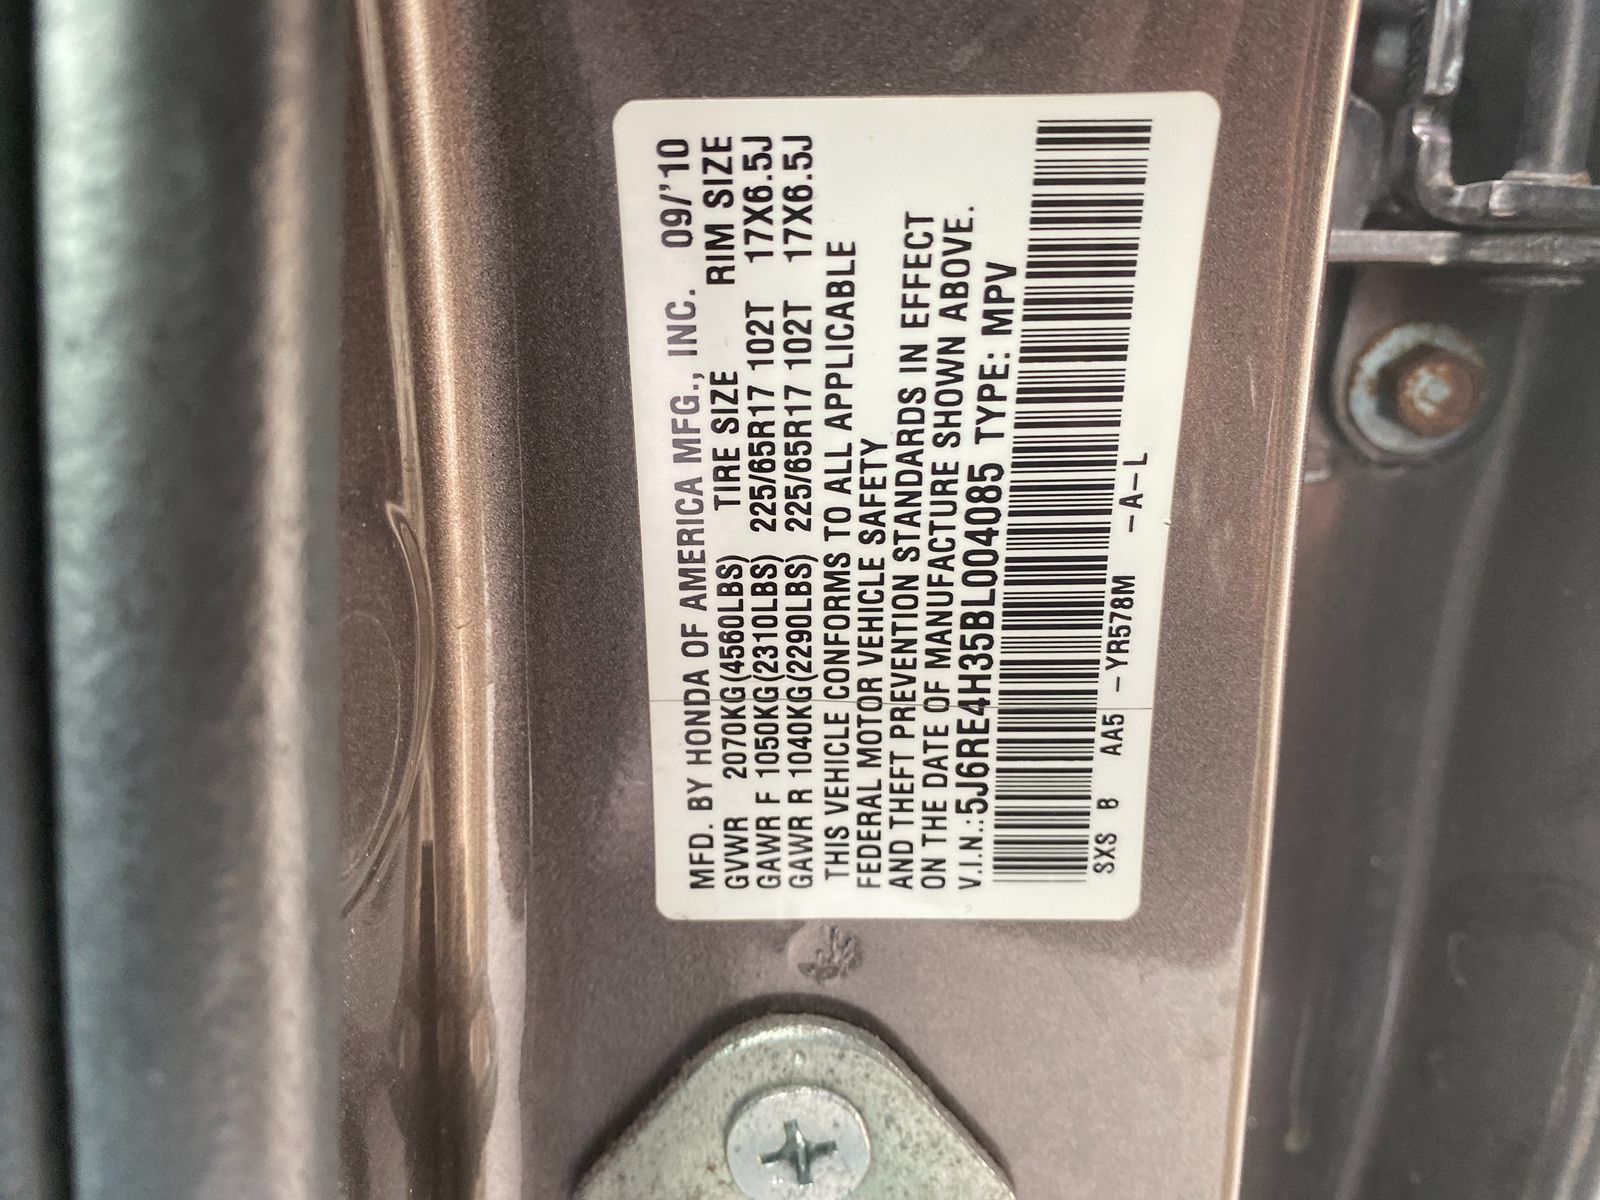 MFD. BY HONDA OF AMERICA MFG., INC. 09/'10
GVWR 2070KG(4560LBS) TIRE SIZE RIM SIZE
GAWR F 1050KG(2310LBS) 225/65R17 102T 17X6.5J
GAWR R 1040KG(2290LBS) 225/65R17 102T 17X6.5J
THIS VEHICLE CONFORMS TO ALL APPLICABLE
FEDERAL MOTOR VEHICLE SAFETY
AND THEFT PREVENTION STANDARDS IN EFFECT
ON THE DATE OF MANUFACTURE SHOWN ABOVE.
V.I.N.:5J6RE4H35BL004085 TYPE: MPV
SXS B AA5 -YR578M -A-L